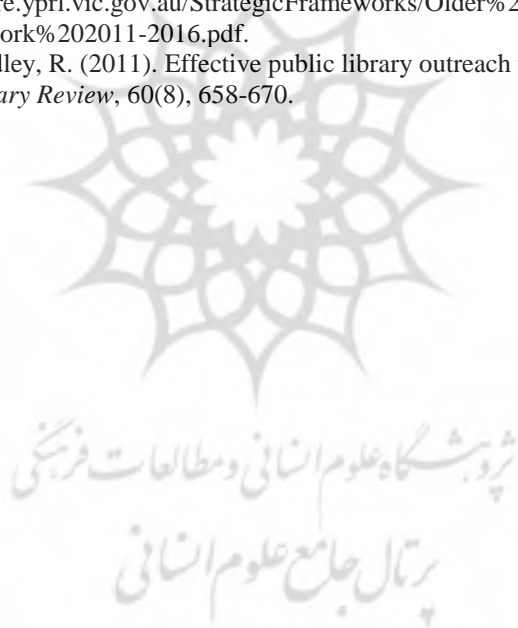 re.yprl.vic.gov.au/StrategicFrameworks/Older%2
ork%202011-2016.pdf.
lley, R. (2011). Effective public library outreach
ary Review, 60(8), 658-670.
پژوهشگاه علوم انسانی و مطالعات فرهنگی
پرتال جامع علوم انسانی